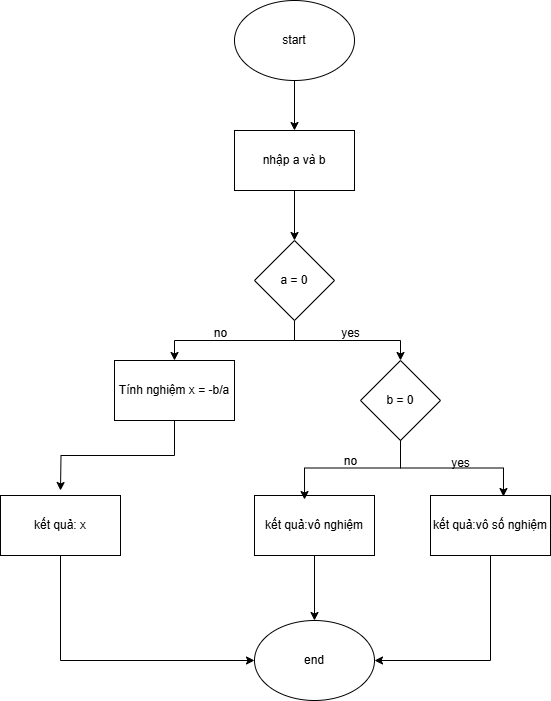 start
nhập a và b
a = 0
no
yes
Tính nghiệm x = -b/a
b = 0
no
yes
kết quả: x
kết quả:vô nghiệm
kết quả:vô số nghiệm
end